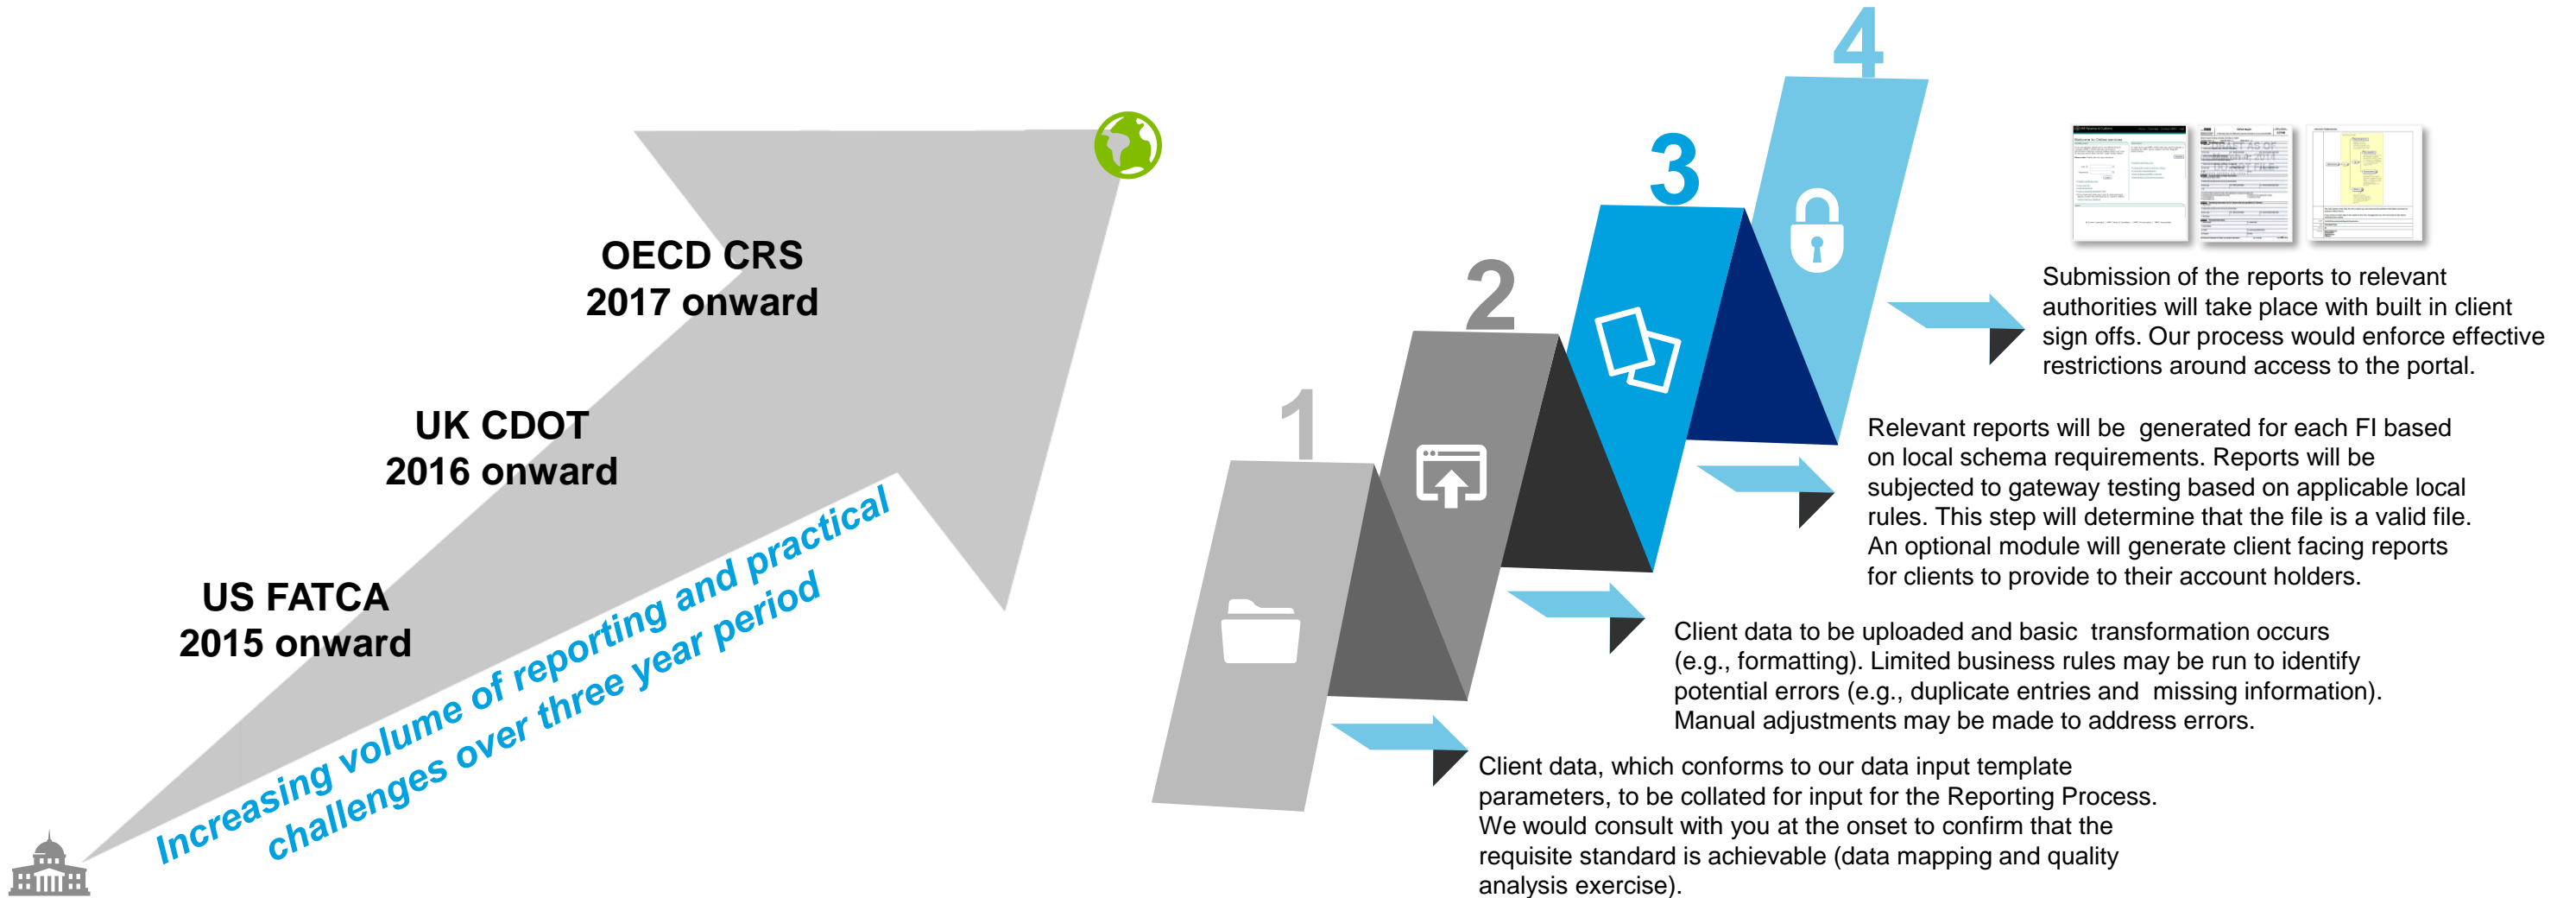 OECD CRS
2017 onward
UK CDOT
2016 onward
US FATCA
2015 onward
Increasing volume of reporting and practical
challenges over three year period
4
3
2
1
Submission of the reports to relevant
authorities will take place with built in client
sign offs. Our process would enforce effective
restrictions around access to the portal.
Relevant reports will be  generated for each FI based
on local schema requirements. Reports will be
subjected to gateway testing based on applicable local
rules. This step will determine that the file is a valid file.
An optional module will generate client facing reports
for clients to provide to their account holders.
Client data to be uploaded and basic  transformation occurs
(e.g., formatting). Limited business rules may be run to identify
potential errors (e.g., duplicate entries and  missing information).
Manual adjustments may be made to address errors.
Client data, which conforms to our data input template
parameters, to be collated for input for the Reporting Process.
We would consult with you at the onset to confirm that the
requisite standard is achievable (data mapping and quality
analysis exercise).